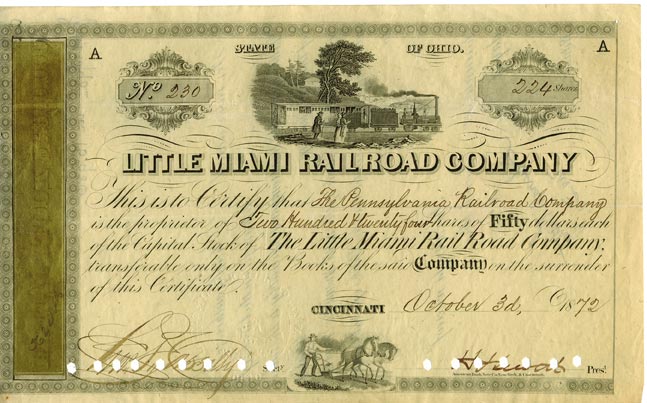 A STATE OF OHIO. A
No 230
224 Shares
LITTLE MIAMI RAILROAD COMPANY
This is to Certify that The Pennsylvania Railroad Company
is the proprietor of Two Hundred & twenty four shares of Fifty dollars each
of the Capital Stock of The Little Miami Rail Road Company,
transferable only on the Books of the said Company on the surrender
of this Certificate.
CINCINNATI October 3d, 1872
Secy.
Prest.